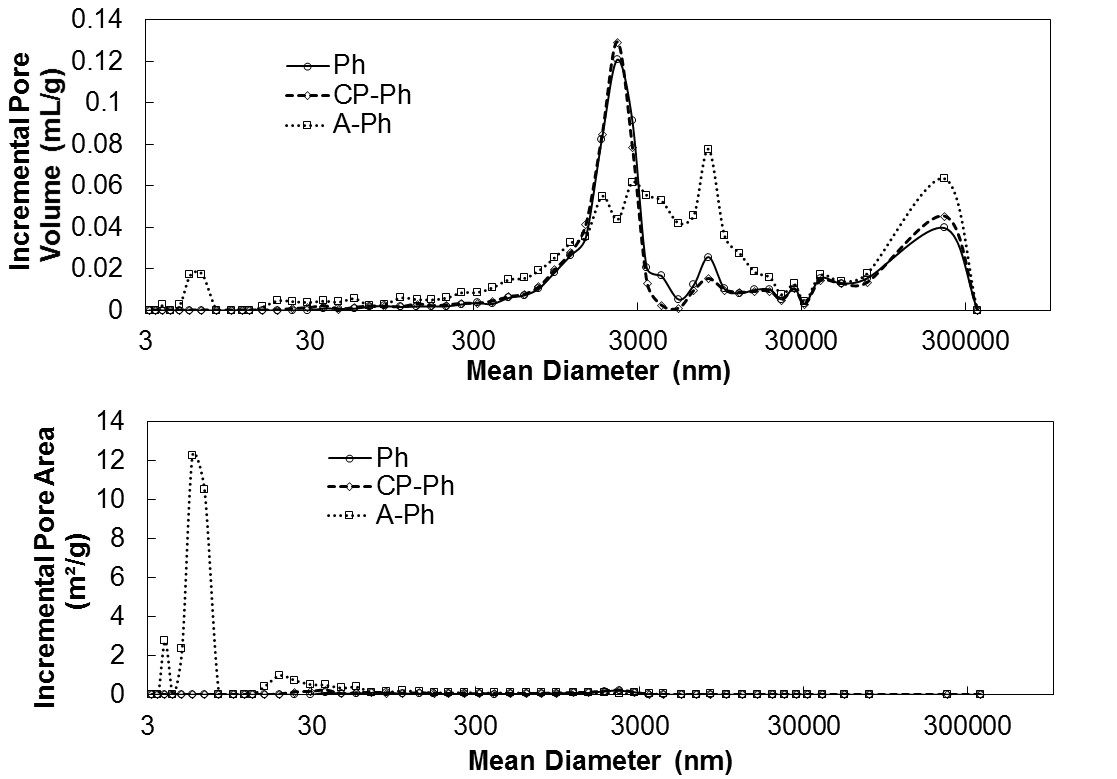 Incremental Pore
Volume (mL/g)
0.14
0.12
0.1
0.08
0.06
0.04
0.02
0
Ph
CP-Ph
A-Ph
3
30
300
3000
30000
300000
Mean Diameter (nm)
Incremental Pore Area
(m²/g)
14
12
10
8
6
4
2
0
Ph
CP-Ph
A-Ph
3
30
300
3000
30000
300000
Mean Diameter (nm)